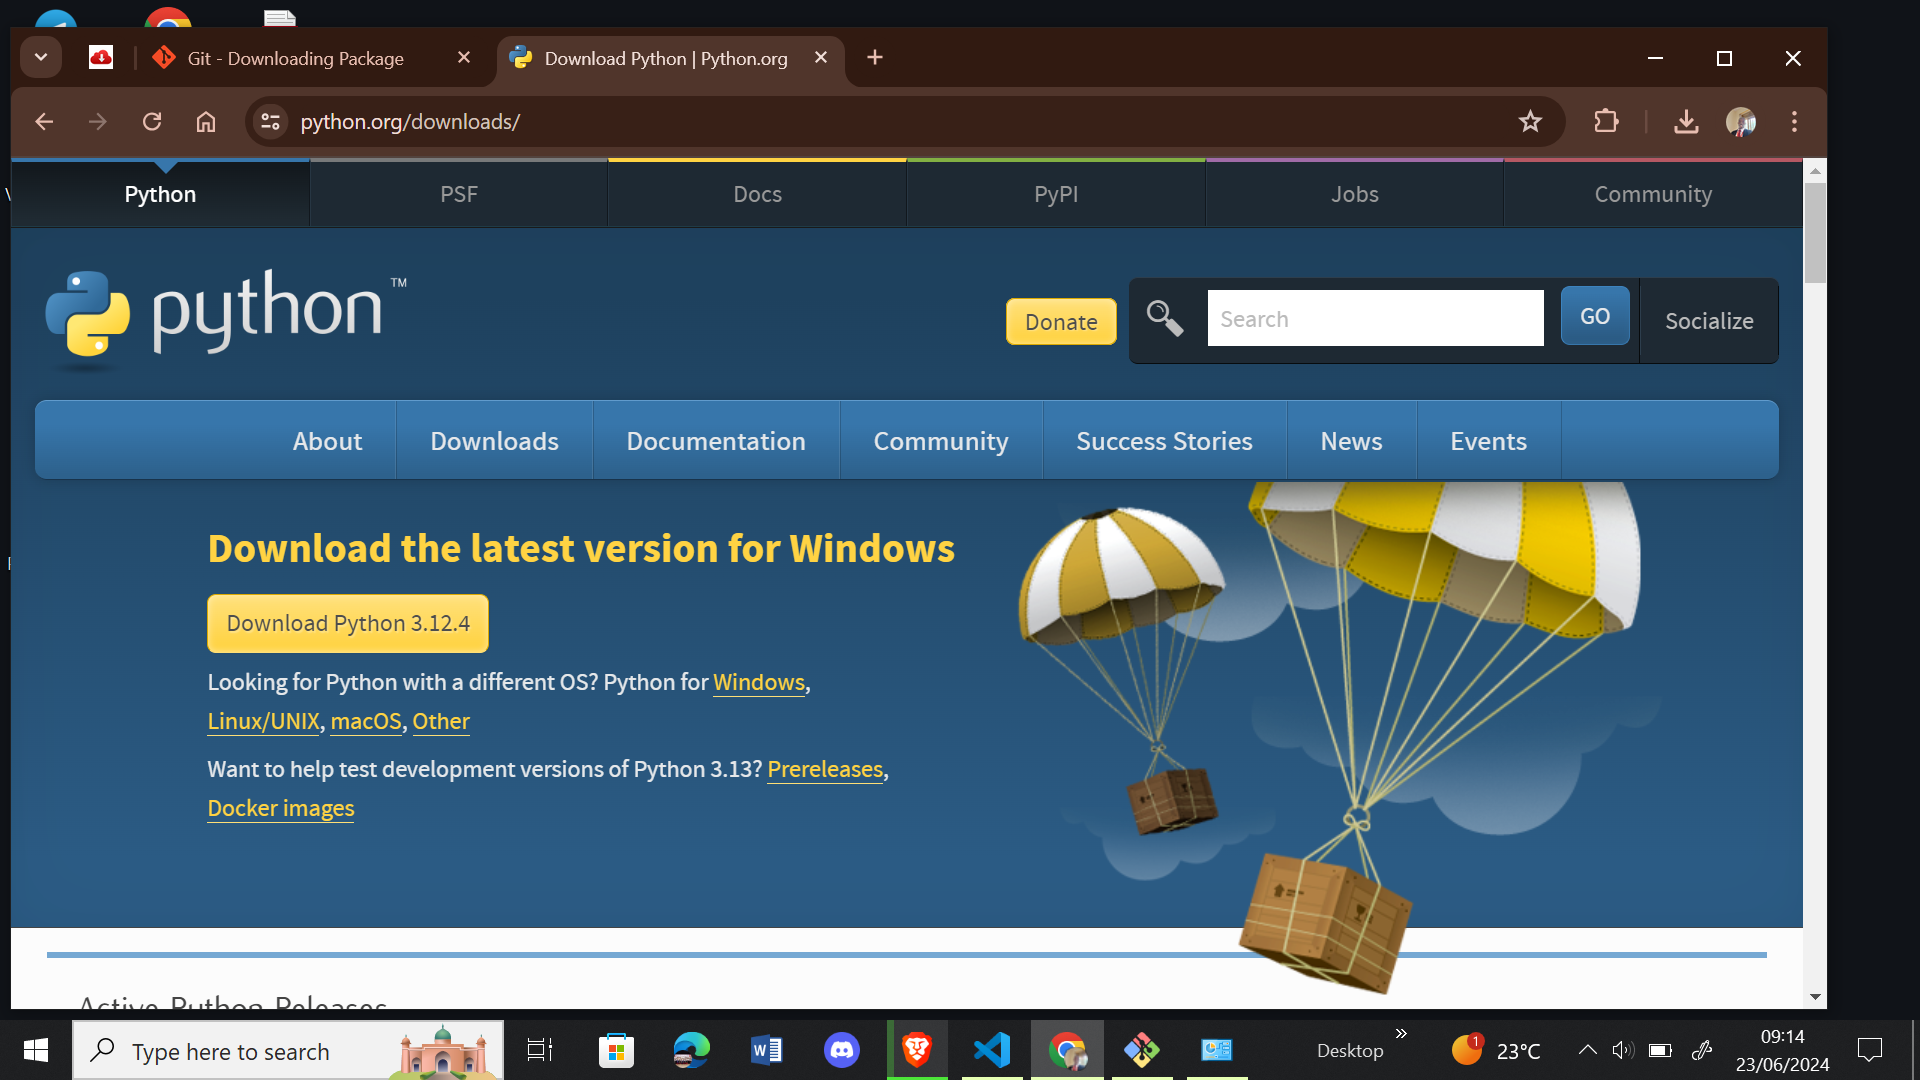 Git - Downloading Package
Download Python | Python.org
python.org/downloads/
Python
PSF
Docs
PyPI
Jobs
Community
python™
Donate
Search
GO
Socialize
About
Downloads
Documentation
Community
Success Stories
News
Events
Download the latest version for Windows
Download Python 3.12.4
Looking for Python with a different OS? Python for Windows,
Linux/UNIX, macOS, Other
Want to help test development versions of Python 3.13? Prereleases,
Docker images
Active Python Releases
Type here to search
Desktop
1
23°C
09:14
23/06/2024